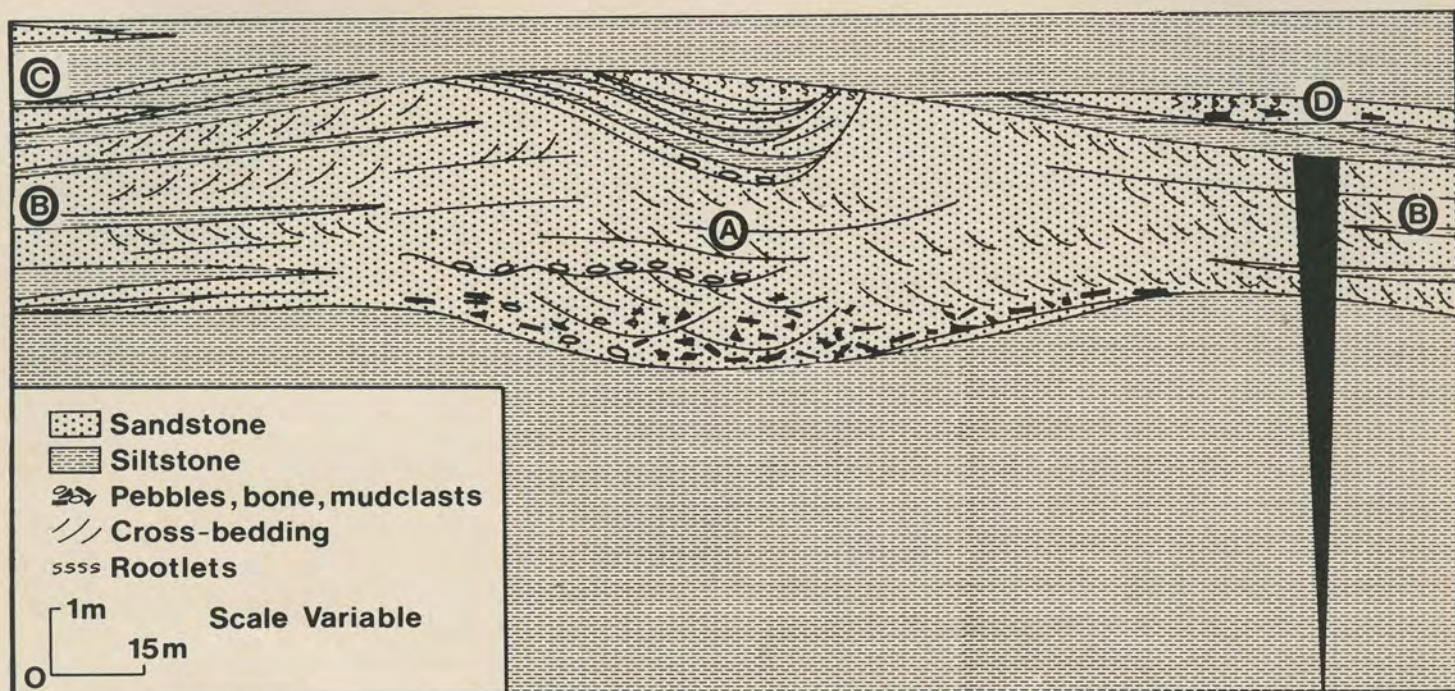 C
D
B
A
B
Sandstone
Siltstone
Pebbles, bone, mudclasts
Cross-bedding
Rootlets
1m
Scale Variable
15m
O